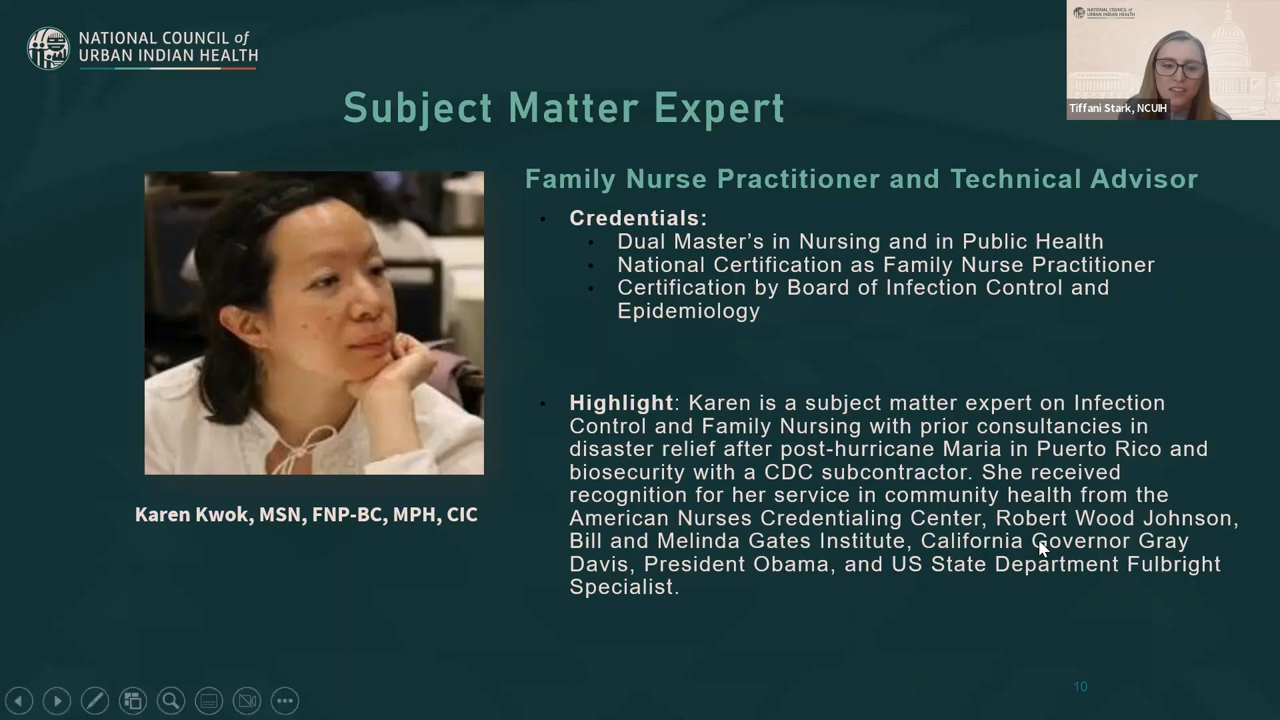 NATIONAL COUNCIL of
URBAN INDIAN HEALTH
NATIONAL COUNCIL of
URBAN INDIAN HEALTH
Tiffani Stark, NCUIH
Subject Matter Expert
Family Nurse Practitioner and Technical Advisor
• Credentials:
• Dual Master’s in Nursing and in Public Health
• National Certification as Family Nurse Practitioner
• Certification by Board of Infection Control and
Epidemiology
• Highlight: Karen is a subject matter expert on Infection
Control and Family Nursing with prior consultancies in
disaster relief after post-hurricane Maria in Puerto Rico and
biosecurity with a CDC subcontractor. She received
recognition for her service in community health from the
American Nurses Credentialing Center, Robert Wood Johnson,
Bill and Melinda Gates Institute, California Governor Gray
Davis, President Obama, and US State Department Fulbright
Specialist.
Karen Kwok, MSN, FNP-BC, MPH, CIC
10